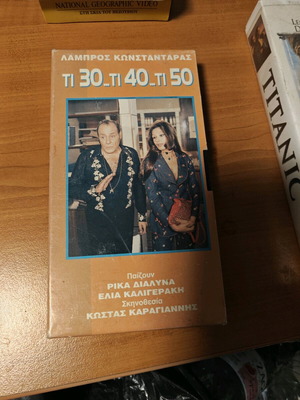 NATIONAL GEOGRAPHIC VIDEO
ΛΑΜΠΡΟΣ ΚΩΝΣΤΑΝΤΑΡΑΣ
ΤΙ 30...ΤΙ 40...ΤΙ 50
Παίζουν
ΡΙΚΑ ΔΙΑΛΥΝΑ
ΕΛΙΑ ΚΑΛΙΓΕΡΑΚΗ
Σκηνοθεσία
ΚΩΣΤΑΣ ΚΑΡΑΓΙΑΝΝΗΣ
TITANIC